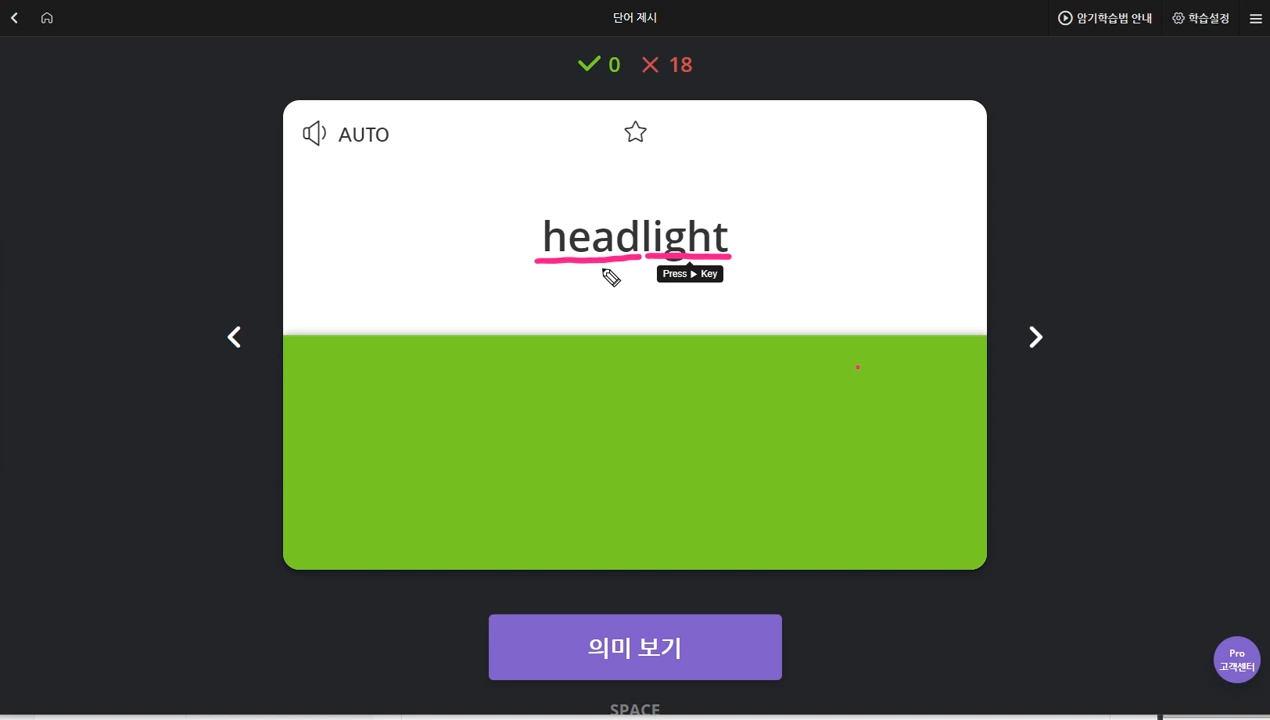 단어 제시
암기학습법 안내
학습설정
0
18
AUTO
headlight
Press ▶ Key
의미 보기
Pro
고객센터
SPACE